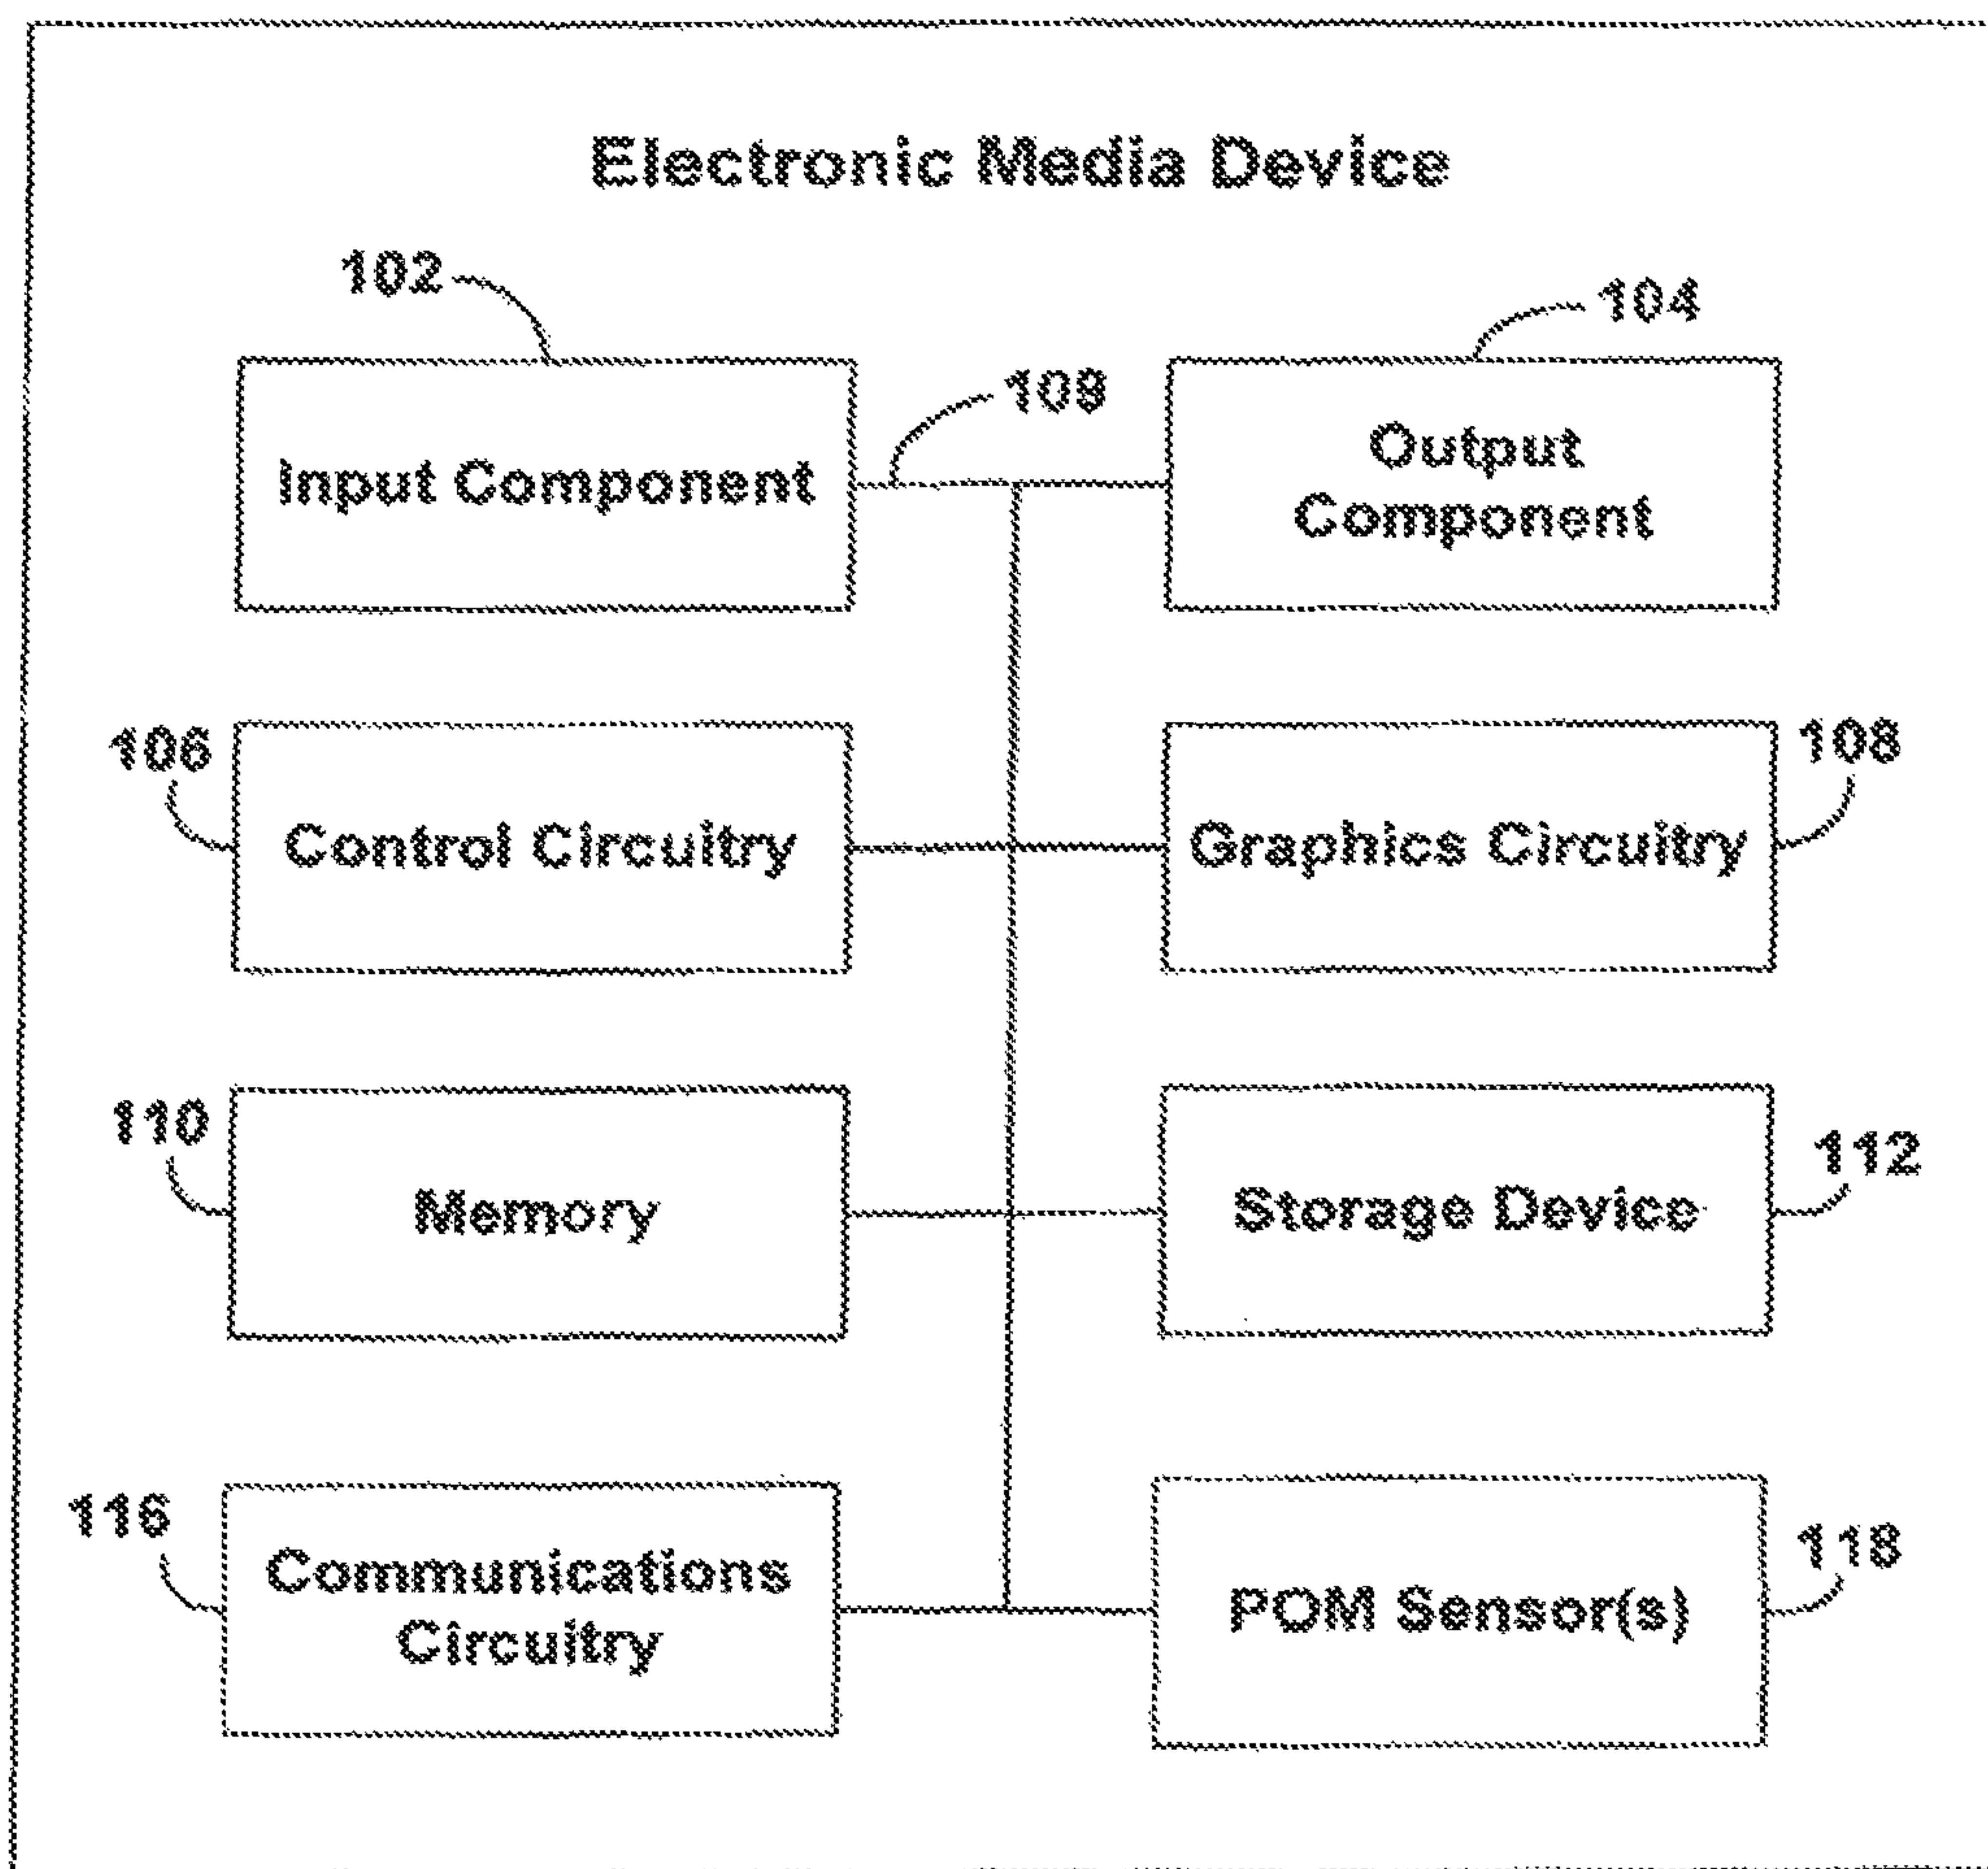 Electronic Media Device
102
104
109
Input Component
Output
Component
106
108
Control Circuitry
Graphics Circuitry
110
112
Memory
Storage Device
116
118
Communications
Circuitry
POM Sensor(s)